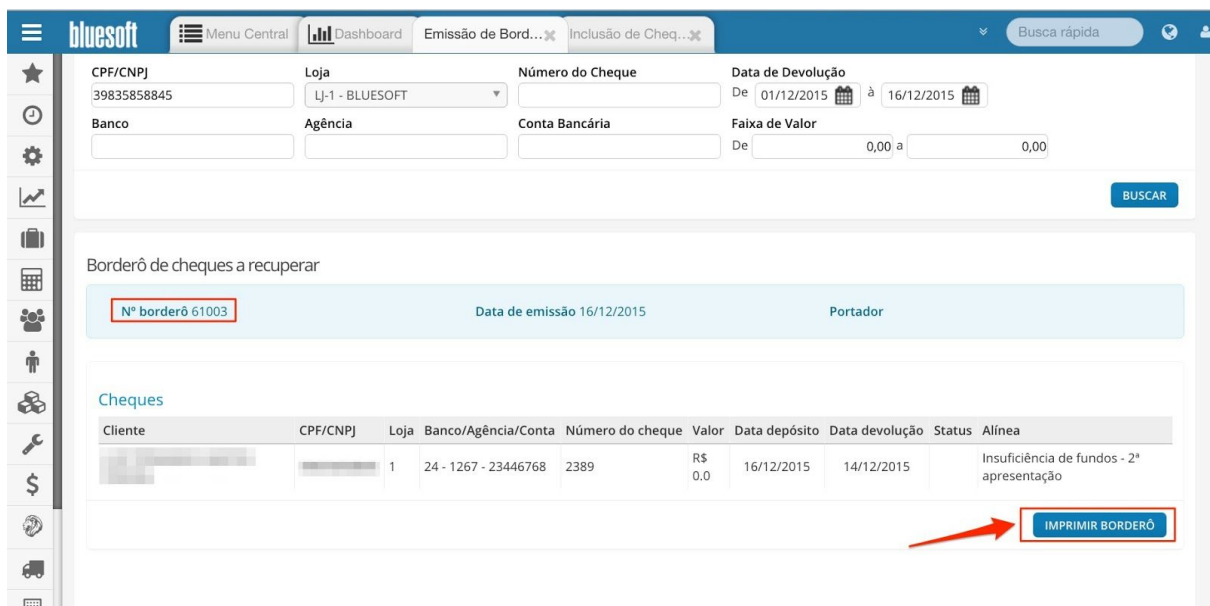 bluesoft Menu Central Dashboard Emissão de Bord... Inclusão de Cheq... Busca rápida
CPF/CNPJ Loja Número do Cheque Data de Devolução
39835858845 LJ-1 - BLUESOFT De 01/12/2015 à 16/12/2015
Banco Agência Conta Bancária Faixa de Valor
De 0,00 a 0,00
BUSCAR
Borderô de cheques a recuperar
Nº borderô 61003 Data de emissão 16/12/2015 Portador
Cheques
Cliente CPF/CNPJ Loja Banco/Agência/Conta Número do cheque Valor Data depósito Data devolução Status Alínea
1 24 - 1267 - 23446768 2389 R$ 0.0 16/12/2015 14/12/2015 Insuficiência de fundos - 2ª apresentação
IMPRIMIR BORDERÔ